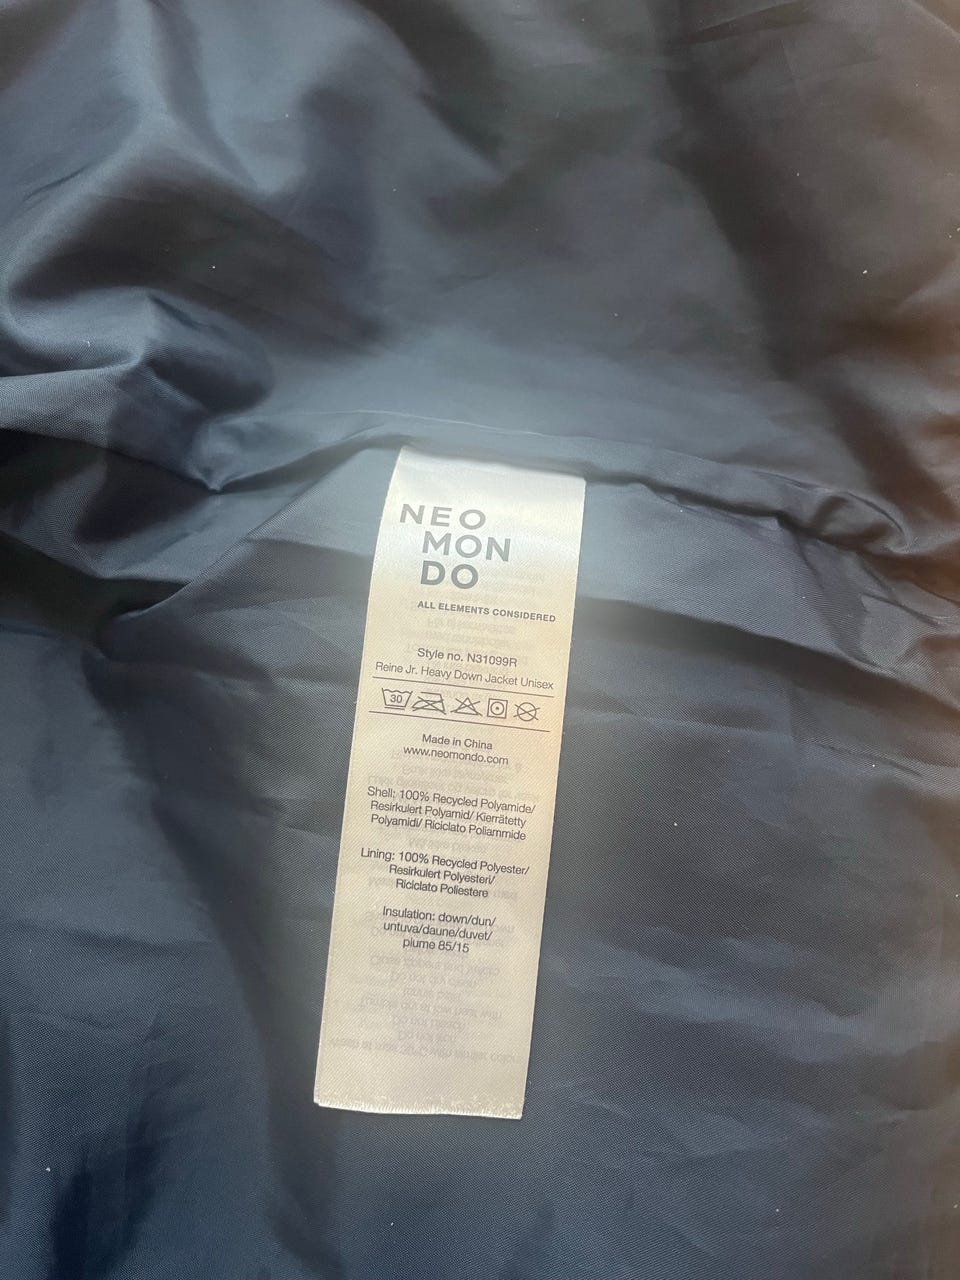 NEO
MON
DO
ALL ELEMENTS CONSIDERED
Style no. N31099R
Reine Jr. Heavy Down Jacket Unisex
30
Made in China
www.neomondo.com
Shell: 100% Recycled Polyamide/
Resirkulert Polyamid/ Kierrätetty
Polyamidi/ Riciclato Poliammide
Lining: 100% Recycled Polyester/
Resirkulert Polyesteri/
Riciclato Poliestere
Insulation: down/dun/
untuva/daune/duvet/
piume 85/15